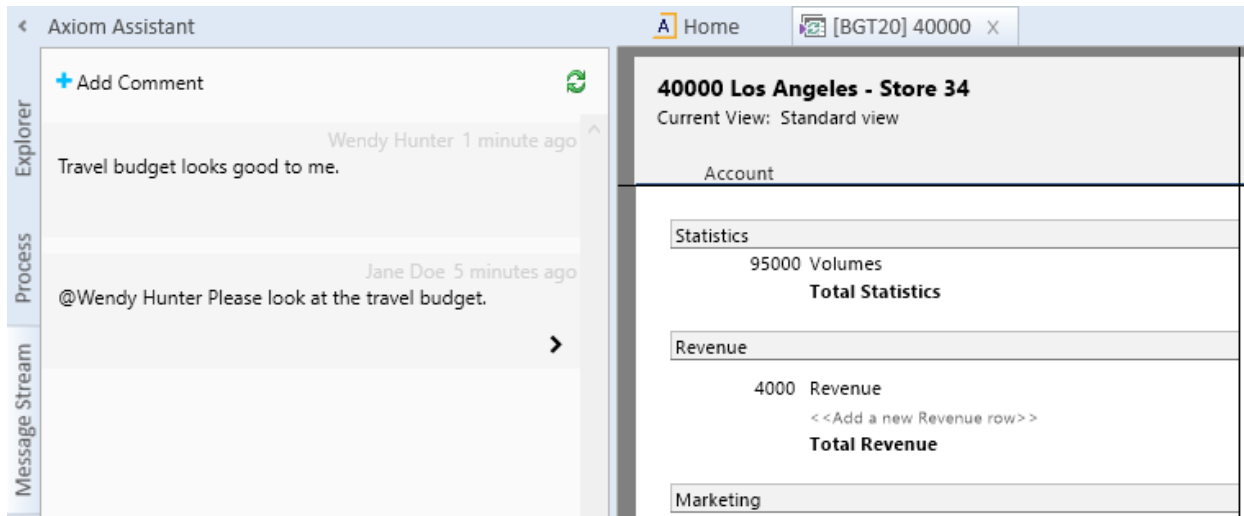 Axiom Assistant
Explorer
Process
Message Stream
Add Comment
Wendy Hunter 1 minute ago
Travel budget looks good to me.
Jane Doe 5 minutes ago
@Wendy Hunter Please look at the travel budget.
A Home
[BGT20] 40000 X
40000 Los Angeles - Store 34
Current View: Standard view
Account
Statistics
95000 Volumes
Total Statistics
Revenue
4000 Revenue
<<Add a new Revenue row>>
Total Revenue
Marketing